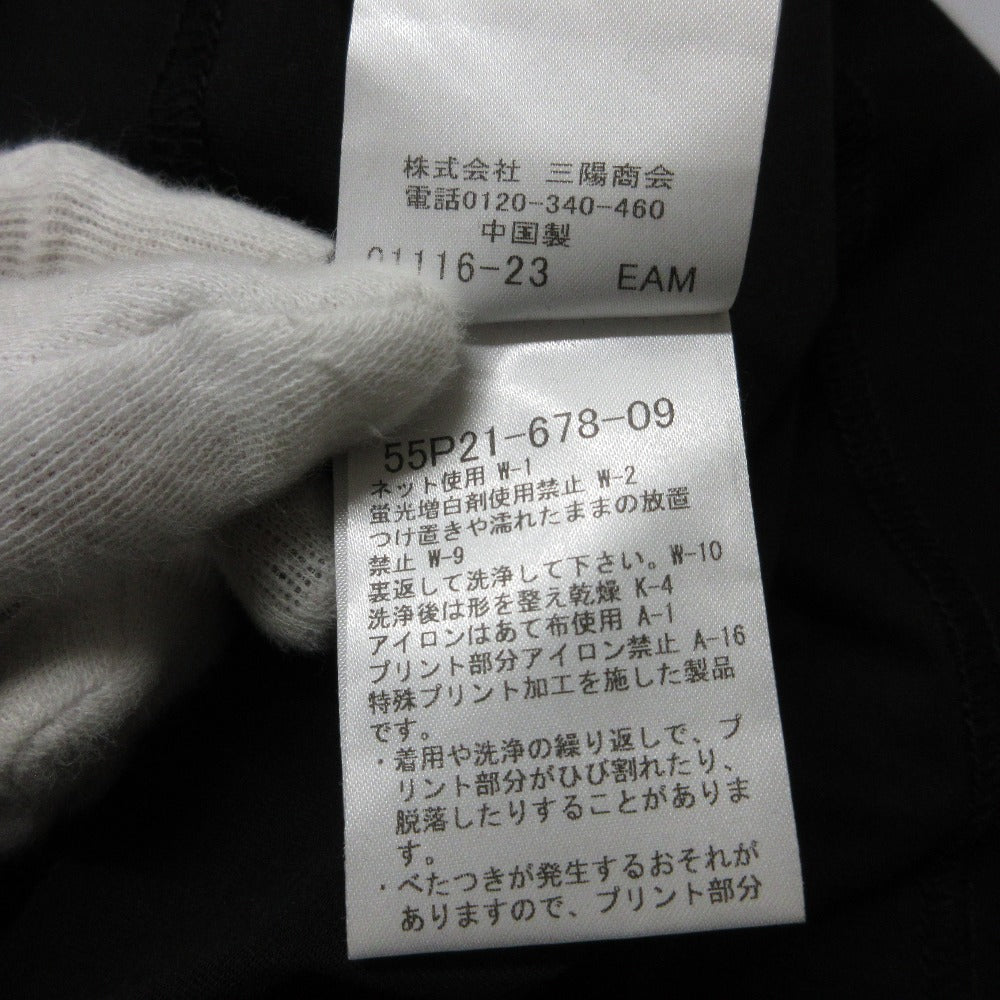 株式会社 三陽商会
電話0120-340-460
中国製
01116-23 EAM
55P21-678-09
ネット使用 W-1
蛍光増白剤使用禁止 W-2
つけ置きや濡れたままの放置
禁止 W-9
裏返して洗浄して下さい。W-10
洗浄後は形を整え乾燥 K-4
アイロンはあて布使用 A-1
プリント部分アイロン禁止 A-16
特殊プリント加工を施した製品
です。
・着用や洗浄の繰り返しで、プ
リント部分がひび割れたり、
脱落したりすることがありま
す。
・べたつきが発生するおそれが
ありますので、プリント部分